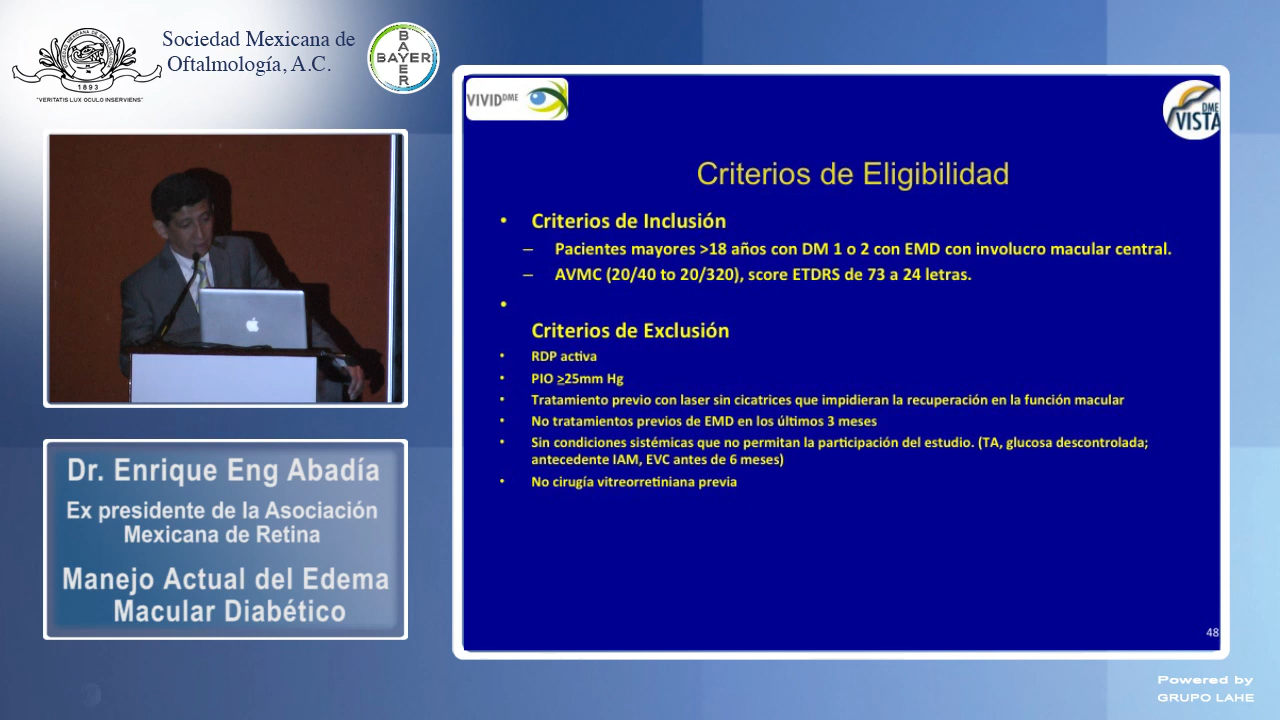 Sociedad Mexicana de
Oftalmología, A.C.
1893
"VERITATIS LUX OCULO INSERVIENS"
BAYER
BAYER
VIVID DME
DME
VISTA
Criterios de Eligibilidad
• Criterios de Inclusión
– Pacientes mayores >18 años con DM 1 o 2 con EMD con involucro macular central.
– AVMC (20/40 to 20/320), score ETDRS de 73 a 24 letras.
•
Criterios de Exclusión
• RDP activa
• PIO ≥25mm Hg
• Tratamiento previo con laser sin cicatrices que impidieran la recuperación en la función macular
• No tratamientos previos de EMD en los últimos 3 meses
• Sin condiciones sistémicas que no permitan la participación del estudio. (TA, glucosa descontrolada;
antecedente IAM, EVC antes de 6 meses)
• No cirugía vitreorretiniana previa
48
Dr. Enrique Eng Abadía
Ex presidente de la Asociación
Mexicana de Retina
Manejo Actual del Edema
Macular Diabético
Powered by
GRUPO LAHE